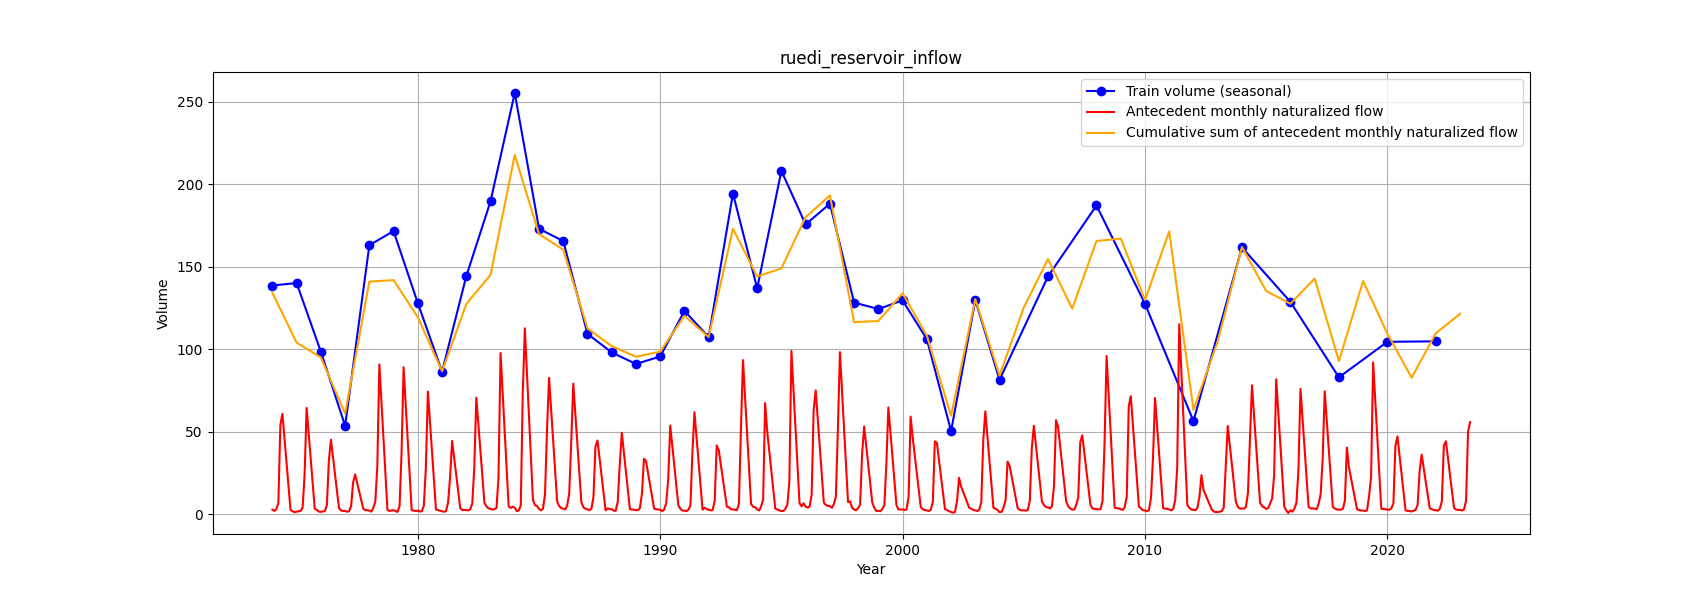 ruedi_reservoir_inflow
Train volume (seasonal)
Antecedent monthly naturalized flow
Cumulative sum of antecedent monthly naturalized flow
Volume
250
200
150
100
50
0
1980
1990
2000
2010
2020
Year